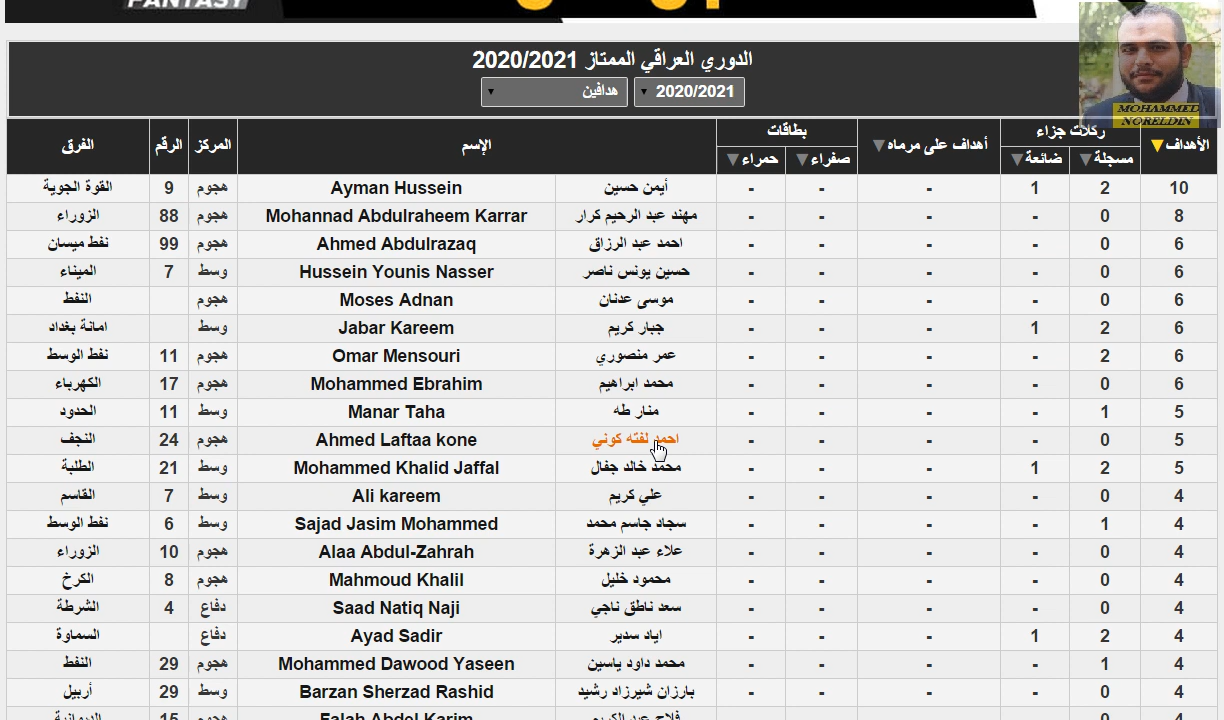 FANTASY
MOHAMMED
NORELDIN
الدوري العراقي الممتاز 2020/2021
2020/2021 هدافين
الأهداف ركلات جزاء مسجلة ضائعة أهداف على مرماه بطاقات صفراء حمراء الإسم المركز الرقم الفرق
10 2 1 - - - أيمن حسين Ayman Hussein هجوم 9 القوة الجوية
8 0 - - - - مهند عبد الرحيم كرار Mohannad Abdulraheem Karrar هجوم 88 الزوراء
6 0 - - - - احمد عبد الرزاق Ahmed Abdulrazaq هجوم 99 نفط ميسان
6 0 - - - - حسين يونس ناصر Hussein Younis Nasser وسط 7 الميناء
6 0 - - - - موسى عدنان Moses Adnan هجوم النفط
6 2 1 - - - جبار كريم Jabar Kareem وسط امانة بغداد
6 2 - - - - عمر منصوري Omar Mensouri هجوم 11 نفط الوسط
6 0 - - - - محمد ابراهيم Mohammed Ebrahim هجوم 17 الكهرباء
5 1 - - - - منار طه Manar Taha وسط 11 الحدود
5 0 - - - - احمد لفته كوني Ahmed Laftaa kone هجوم 24 النجف
5 2 1 - - - محمد خالد جفال Mohammed Khalid Jaffal وسط 21 الطلبة
4 0 - - - - علي كريم Ali kareem وسط 7 القاسم
4 1 - - - - سجاد جاسم محمد Sajad Jasim Mohammed وسط 6 نفط الوسط
4 0 - - - - علاء عبد الزهرة Alaa Abdul-Zahrah هجوم 10 الزوراء
4 0 - - - - محمود خليل Mahmoud Khalil هجوم 8 الكرخ
4 0 - - - - سعد ناطق ناجي Saad Natiq Naji دفاع 4 الشرطة
4 2 1 - - - اياد سدير Ayad Sadir دفاع السماوة
4 1 - - - - محمد داود ياسين Mohammed Dawood Yaseen هجوم 29 النفط
4 0 - - - - بارزان شيرزاد رشيد Barzan Sherzad Rashid وسط 29 أربيل
4 0 - - - - فلاح عبد الكريم Falah Abdel Karim هجوم 15 الديوانية